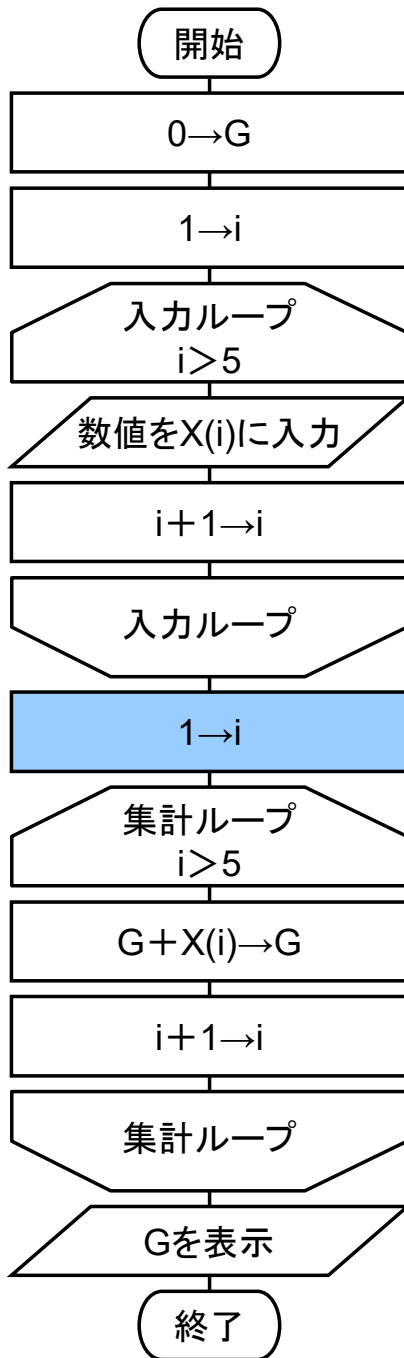 開始
0→G
1→i
入力ループ
i＞5
数値をX(i)に入力
i＋1→i
入力ループ
1→i
集計ループ
i＞5
G＋X(i)→G
i＋1→i
集計ループ
Gを表示
終了